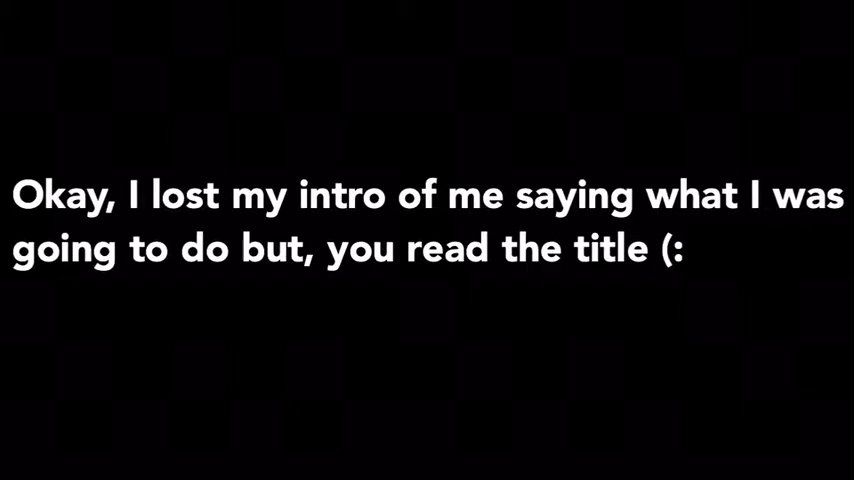 Okay, I lost my intro of me saying what I was
going to do but, you read the title (: